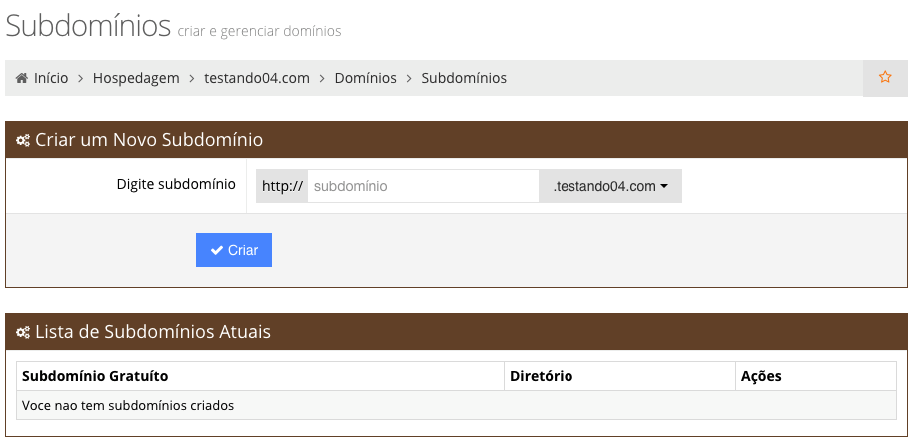 Subdomínios criar e gerenciar domínios
Início > Hospedagem > testando04.com > Domínios > Subdomínios
Criar um Novo Subdomínio
Digite subdomínio http:// subdomínio .testando04.com
Criar
Lista de Subdomínios Atuais
Subdomínio Gratuíto Diretório Ações
Voce nao tem subdomínios criados